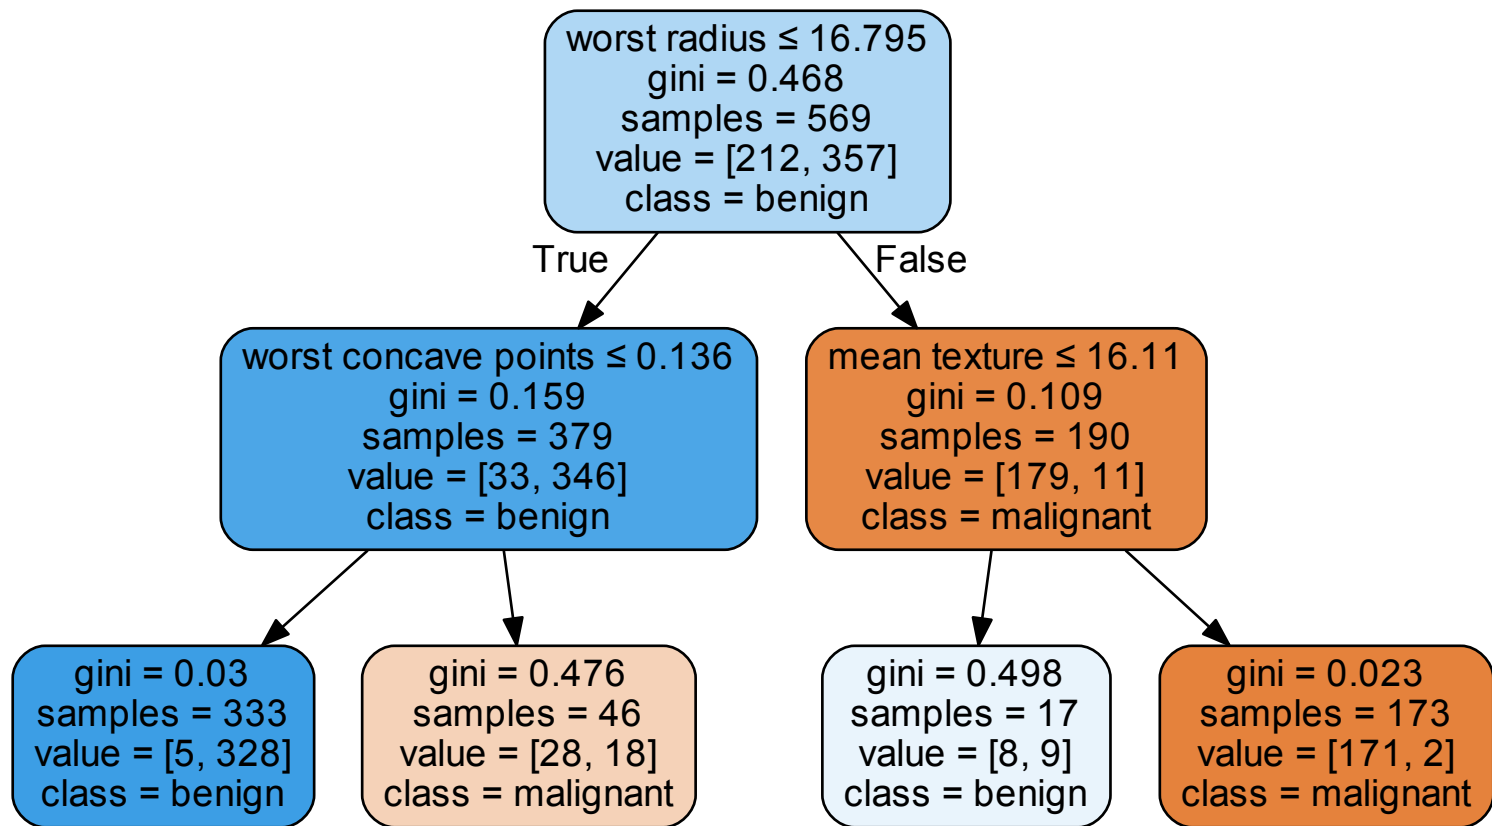 worst radius ≤ 16.795
gini = 0.468
samples = 569
value = [212, 357]
class = benign
True
False
worst concave points ≤ 0.136
gini = 0.159
samples = 379
value = [33, 346]
class = benign
mean texture ≤ 16.11
gini = 0.109
samples = 190
value = [179, 11]
class = malignant
gini = 0.03
samples = 333
value = [5, 328]
class = benign
gini = 0.476
samples = 46
value = [28, 18]
class = malignant
gini = 0.498
samples = 17
value = [8, 9]
class = benign
gini = 0.023
samples = 173
value = [171, 2]
class = malignant